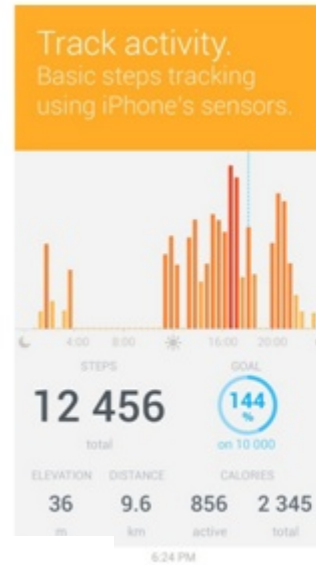 Track activity.
Basic steps tracking
using iPhone's sensors.
4:00 8:00 16:00 20:00
STEPS GOAL
12 456 144 %
total on 10 000
ELEVATION DISTANCE CALORIES
36 9.6 856 2 345
m km active total
6:24 PM